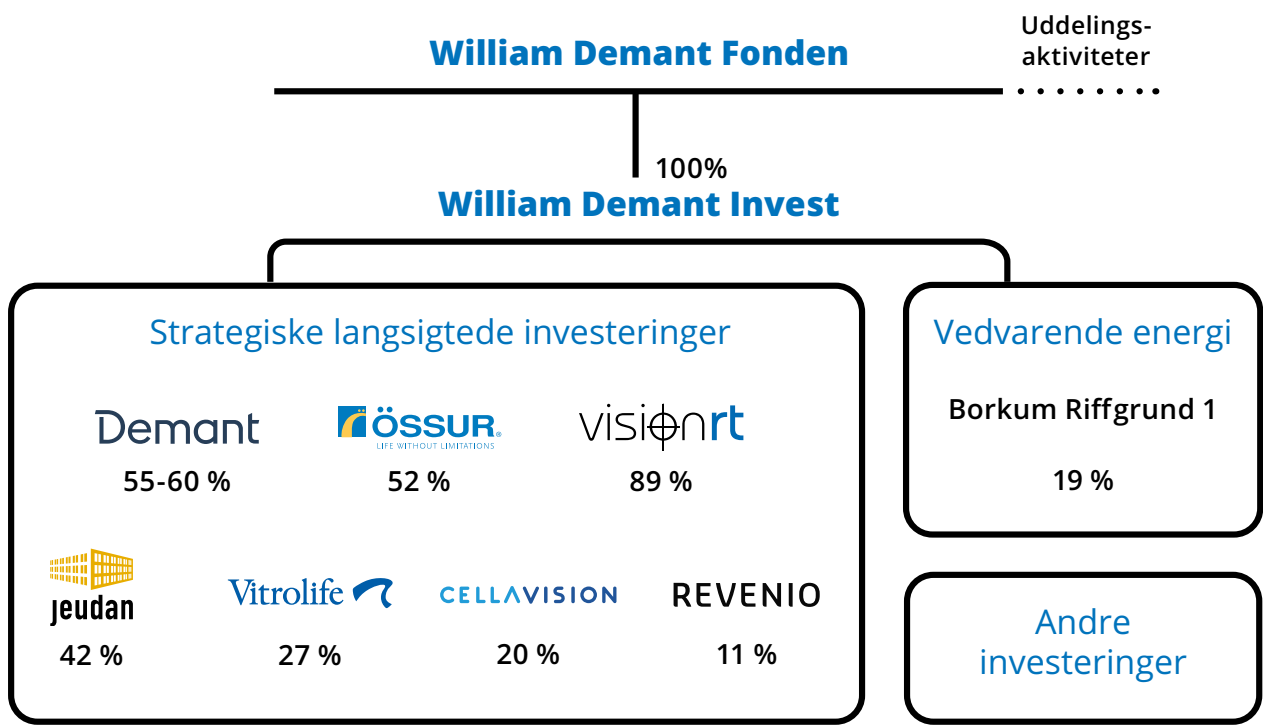 William Demant Fonden
Uddelings-
aktiviteter
100%
William Demant Invest
Strategiske langsigtede investeringer
Demant
ÖSSUR®
LIFE WITHOUT LIMITATIONS
visionrt
55-60 %
52 %
89 %
jeudan
Vitrolife
CELLAVISION
REVENIO
42 %
27 %
20 %
11 %
Vedvarende energi
Borkum Riffgrund 1
19 %
Andre
investeringer